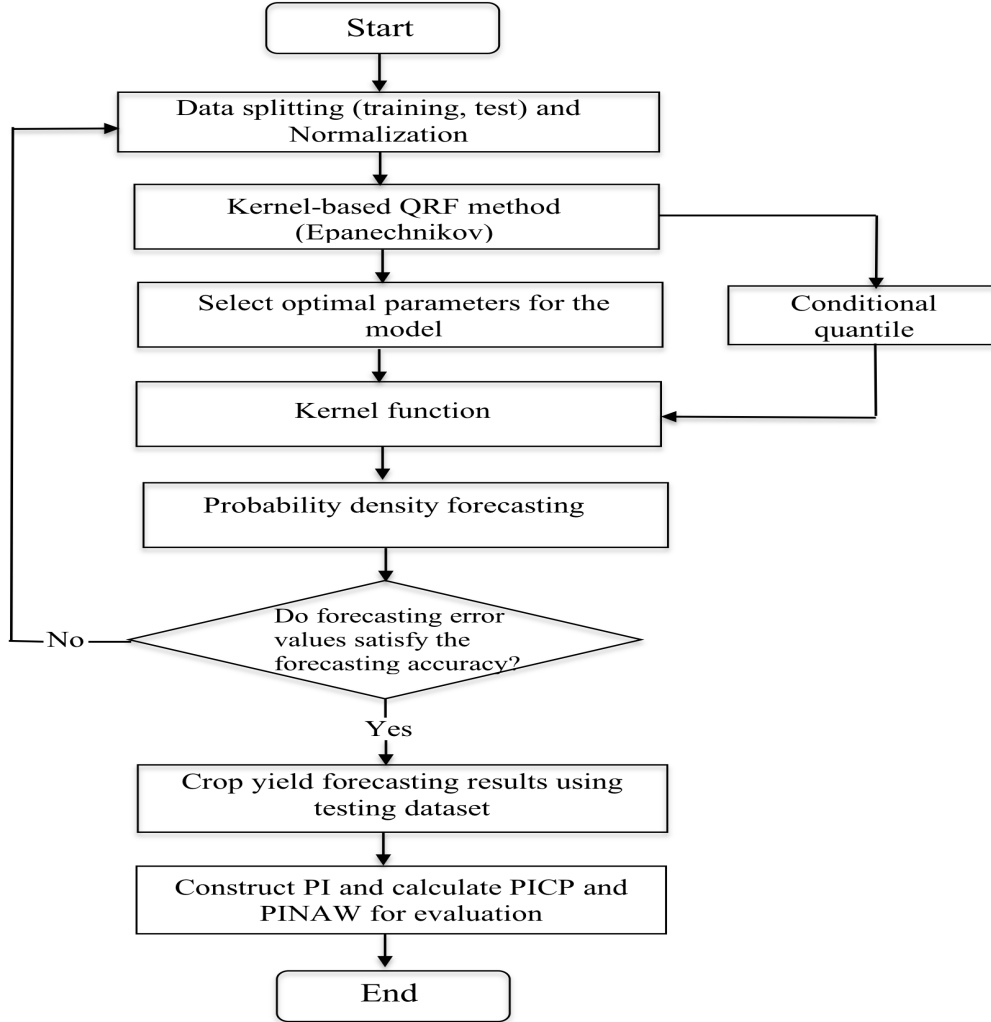 Start
Data splitting (training, test) and
Normalization
Kernel-based QRF method
(Epanechnikov)
Select optimal parameters for the
model
Conditional
quantile
Kernel function
Probability density forecasting
Do forecasting error
values satisfy the
forecasting accuracy?
No
Yes
Crop yield forecasting results using
testing dataset
Construct PI and calculate PICP and
PINAW for evaluation
End